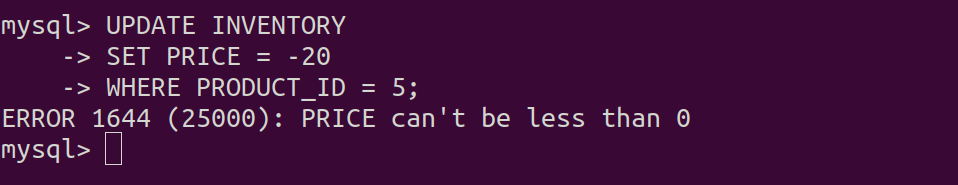 mysql> UPDATE INVENTORY
    -> SET PRICE = -20
    -> WHERE PRODUCT_ID = 5;
ERROR 1644 (25000): PRICE can't be less than 0
mysql>